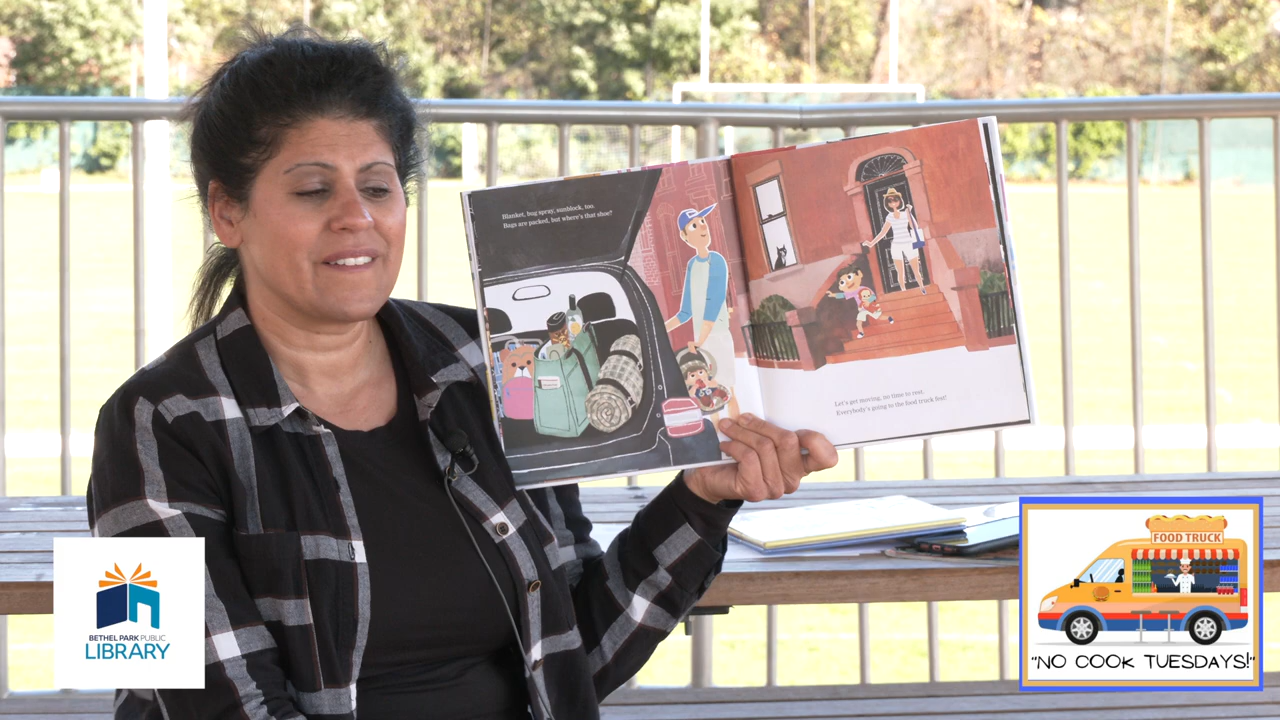 Blanket, bug spray, sunblock, too.
Bags are packed, but where's that shoe?
Let's get moving, no time to rest.
Everybody's going to the food truck fest!
BETHEL PARK PUBLIC
LIBRARY
FOOD TRUCK
"NO COOK TUESDAYS!"